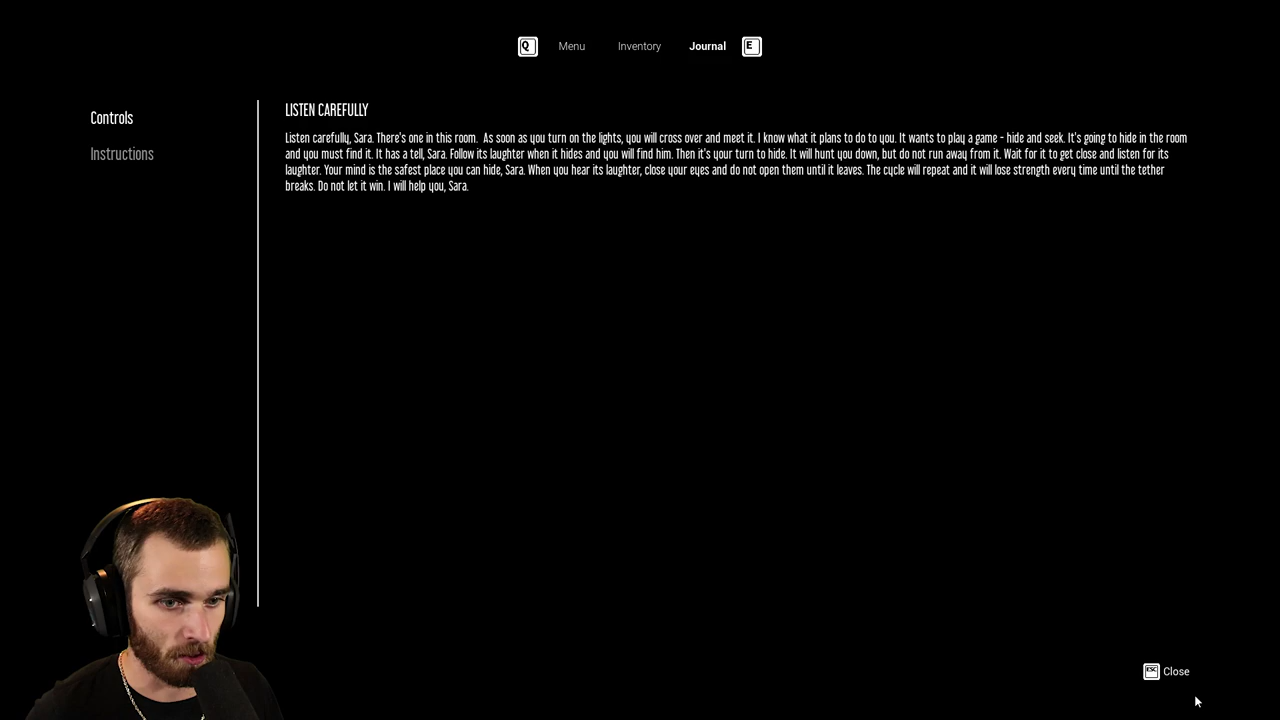 Q Menu Inventory Journal E
Controls
Instructions
LISTEN CAREFULLY
Listen carefully, Sara. There's one in this room.  As soon as you turn on the lights, you will cross over and meet it. I know what it plans to do to you. It wants to play a game - hide and seek. It's going to hide in the room
and you must find it. It has a tell, Sara. Follow its laughter when it hides and you will find him. Then it's your turn to hide. It will hunt you down, but do not run away from it. Wait for it to get close and listen for its
laughter. Your mind is the safest place you can hide, Sara. When you hear its laughter, close your eyes and do not open them until it leaves. The cycle will repeat and it will lose strength every time until the tether
breaks. Do not let it win. I will help you, Sara.
ESC Close